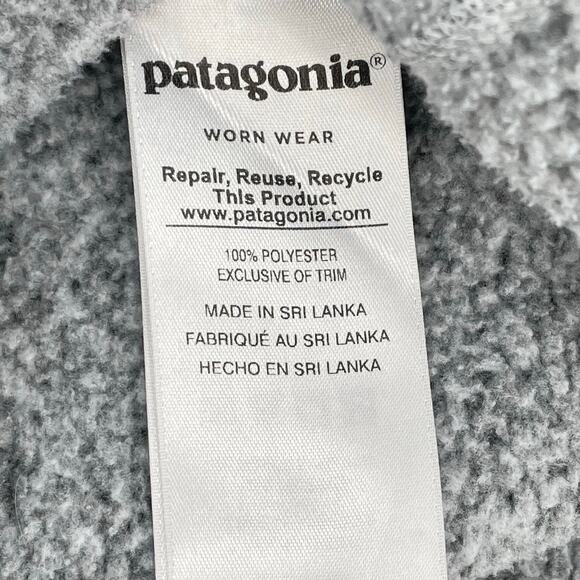 patagonia®
WORN WEAR
Repair, Reuse, Recycle
This Product
www.patagonia.com
100% POLYESTER
EXCLUSIVE OF TRIM
MADE IN SRI LANKA
FABRIQUÉ AU SRI LANKA
HECHO EN SRI LANKA